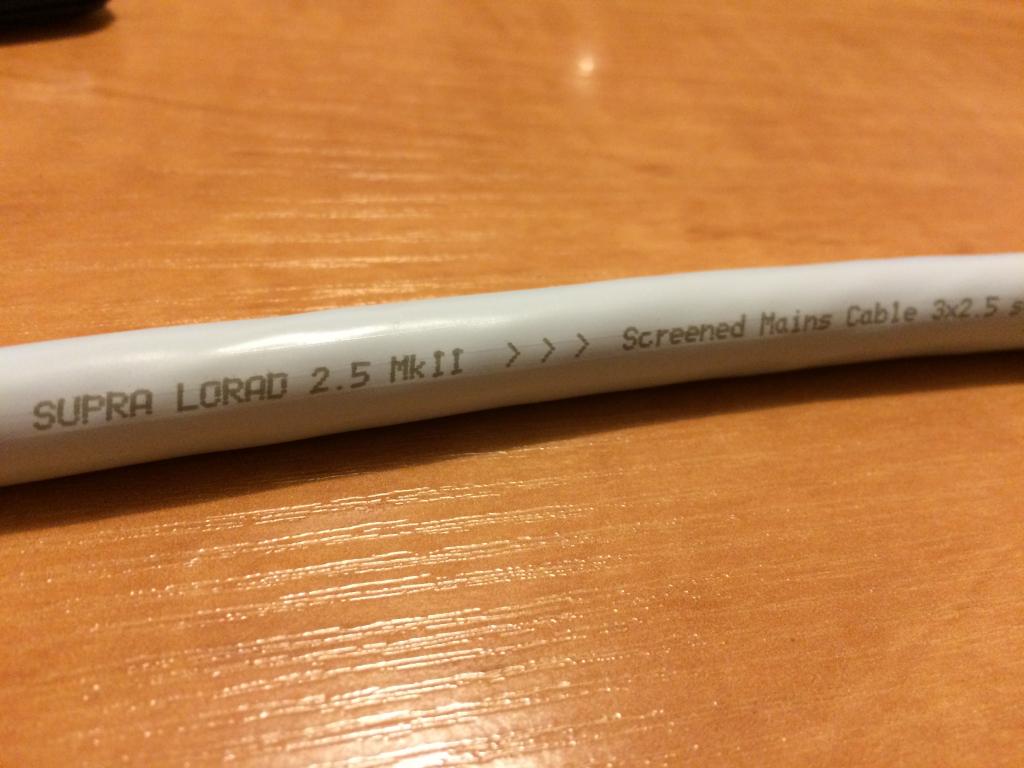 SUPRA LORAD 2.5 MkII >>> Screened Mains Cable 3x2.5